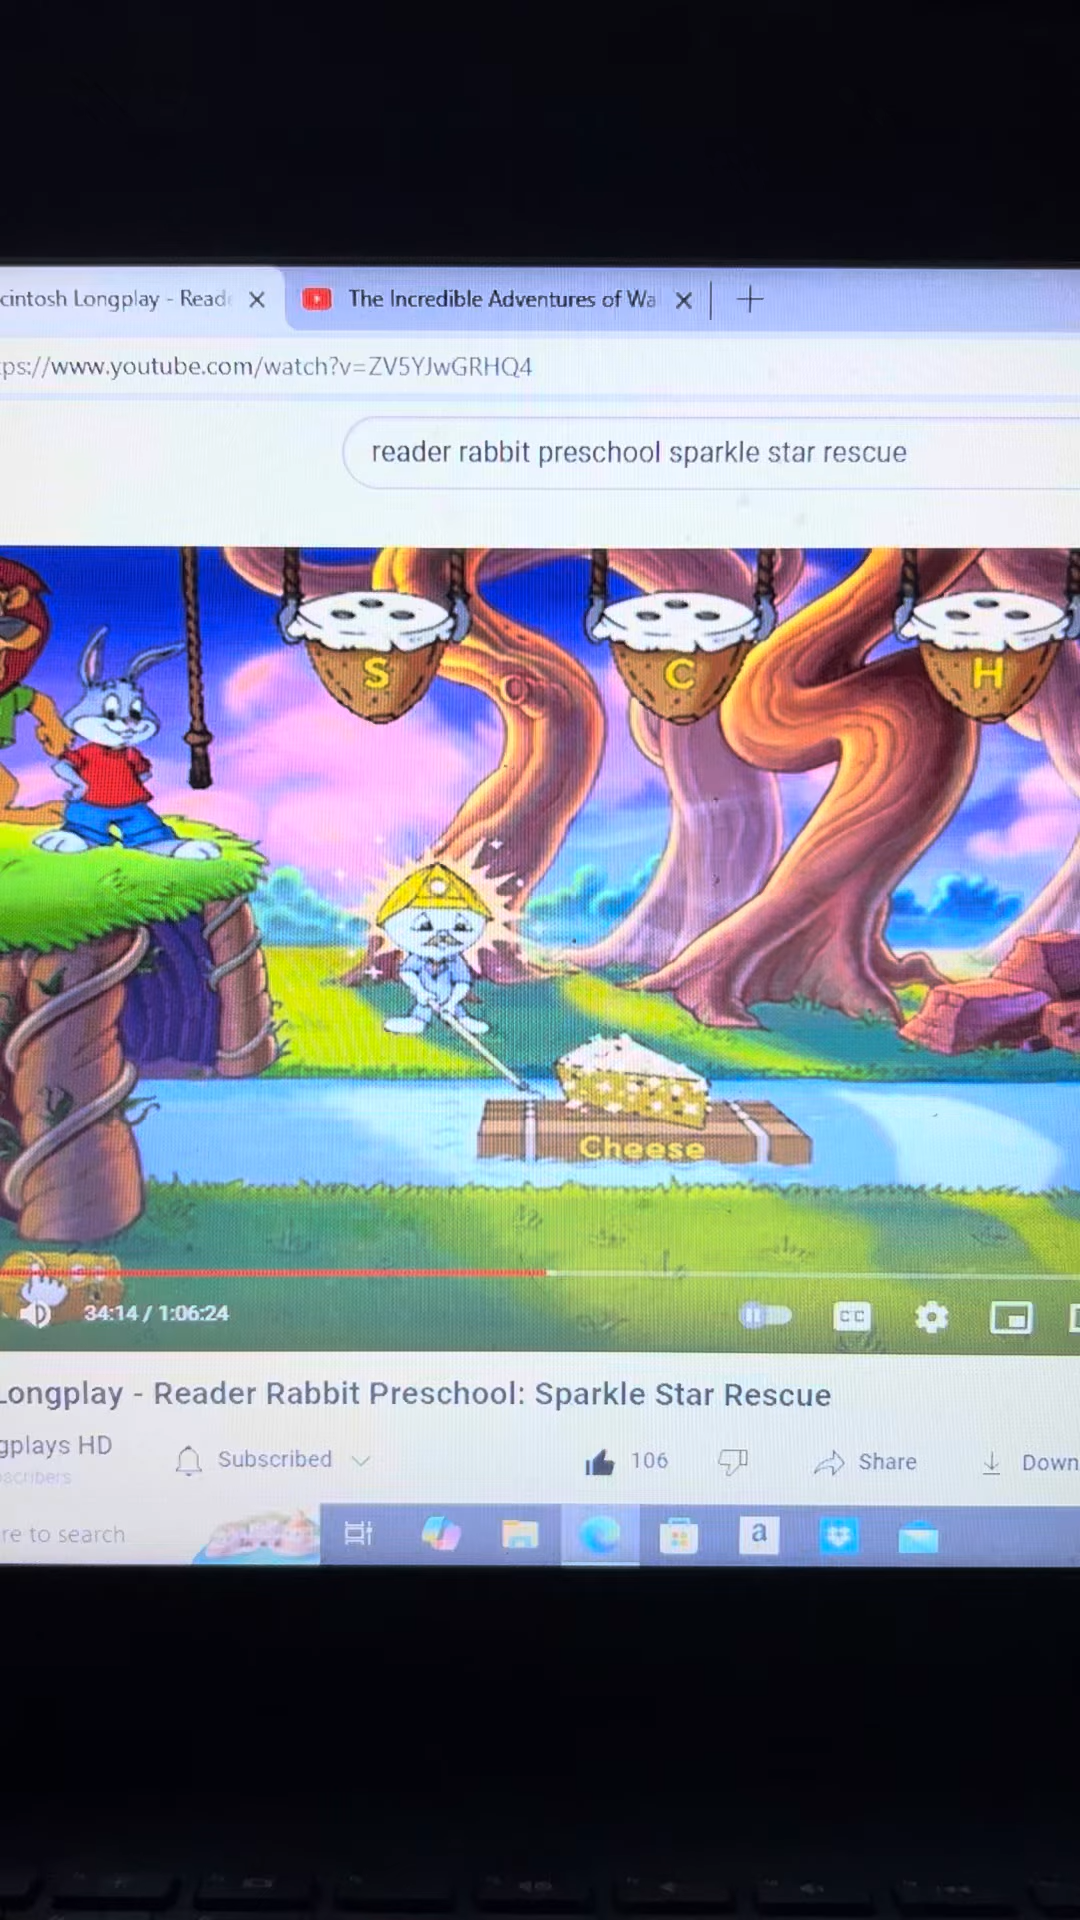 cintosh Longplay - Read
The Incredible Adventures of Wa
ps://www.youtube.com/watch?v=ZV5YJwGRHQ4
reader rabbit preschool sparkle star rescue
S
C
H
Cheese
34:14 / 1:06:24
CC
Longplay - Reader Rabbit Preschool: Sparkle Star Rescue
gplays HD
scribers
Subscribed
106
Share
Down
re to search
a